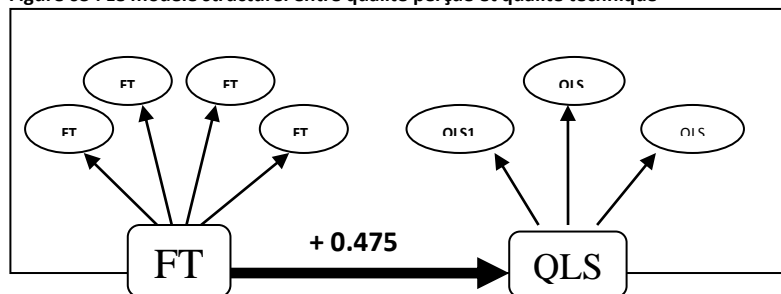 Figure : Le modèle structurel entre qualité et qualité technique
FT FT QLS
FT FT QLS1 QLS
+ 0.475
FT QLS